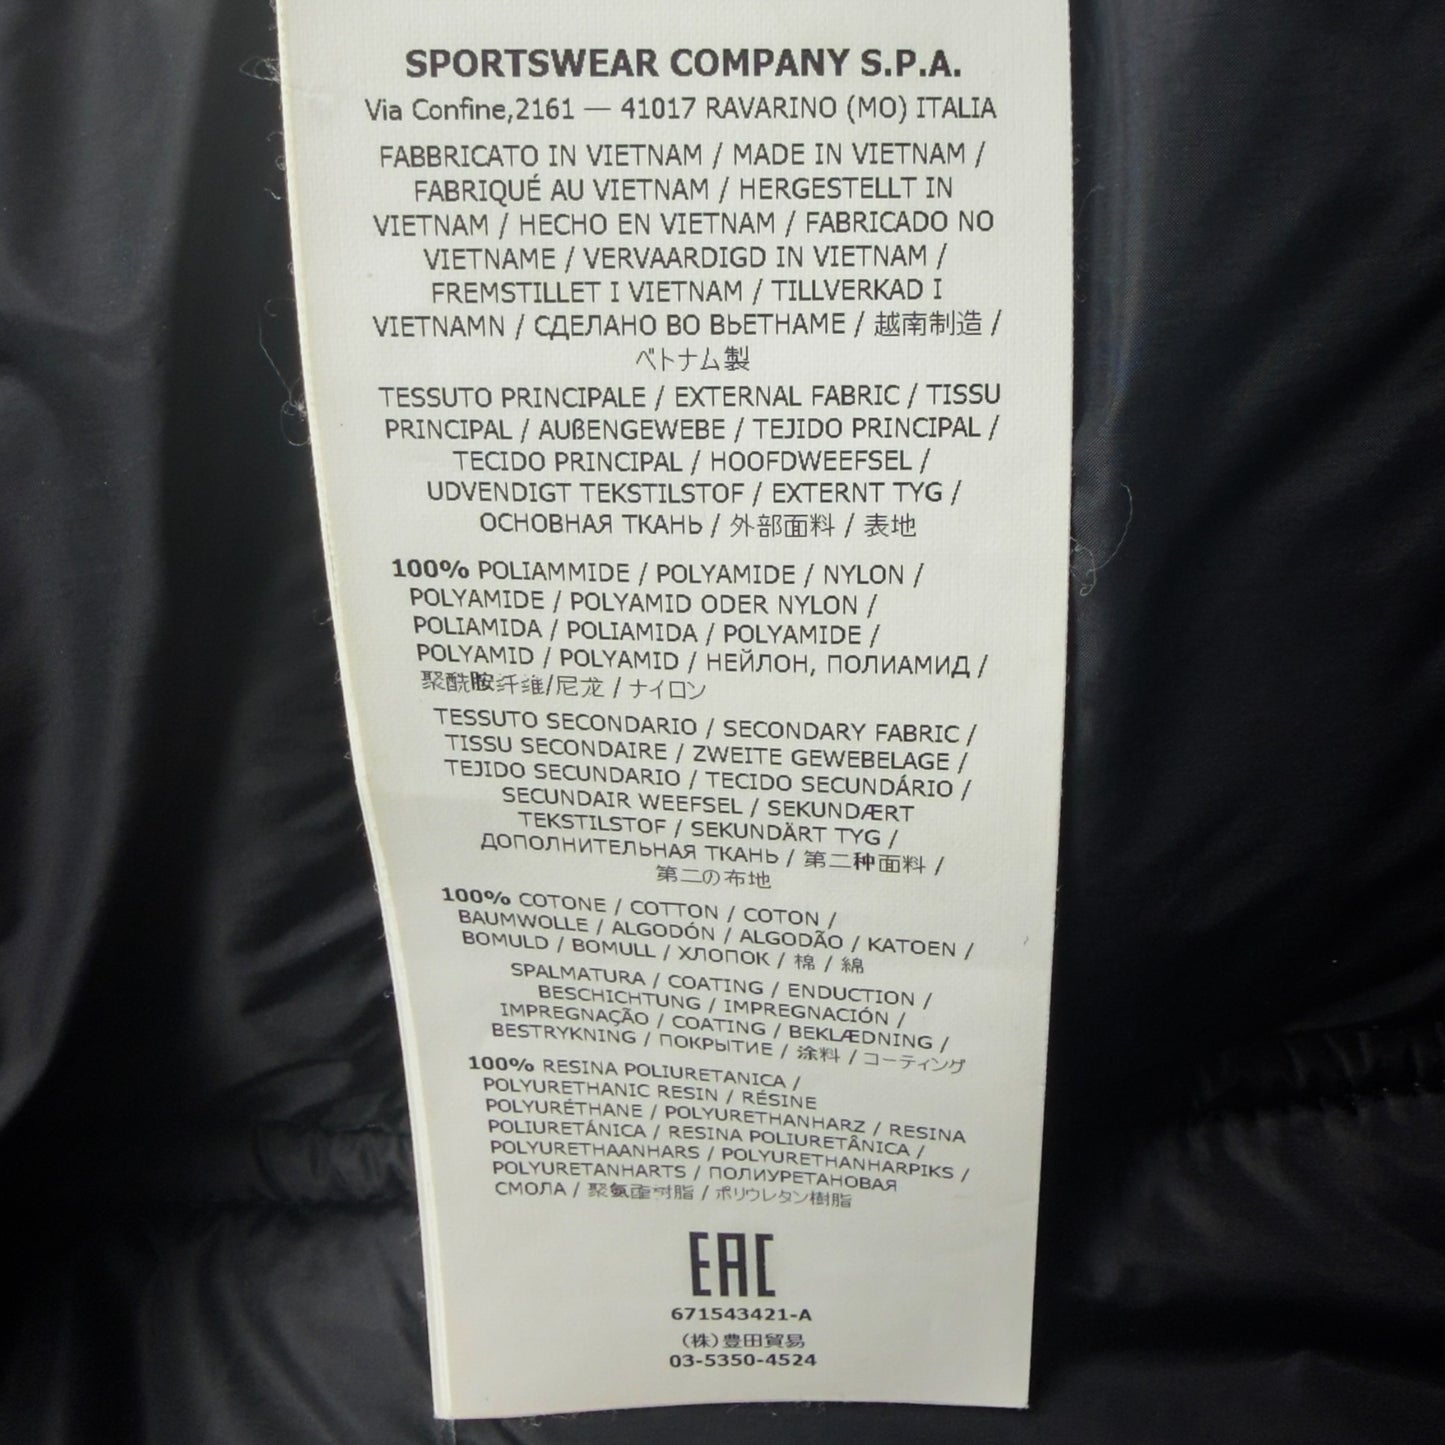 SPORTSWEAR COMPANY S.P.A.
Via Confine,2161 — 41017 RAVARINO (MO) ITALIA
FABBRICATO IN VIETNAM / MADE IN VIETNAM /
FABRIQUÉ AU VIETNAM / HERGESTELLT IN
VIETNAM / HECHO EN VIETNAM / FABRICADO NO
VIETNAME / VERVAARDIGD IN VIETNAM /
FREMSTILLET I VIETNAM / TILLVERKAD I
VIETNAMN / СДЕЛАНО ВО ВЬЕТНАМЕ / 越南制造 /
ベトナム製
TESSUTO PRINCIPALE / EXTERNAL FABRIC / TISSU
PRINCIPAL / AUßENGEWEBE / TEJIDO PRINCIPAL /
TECIDO PRINCIPAL / HOOFDWEEFSEL /
UDVENDIGT TEKSTILSTOF / EXTERNT TYG /
ОСНОВНАЯ ТКАНЬ / 外部面料 / 表地
100% POLIAMMIDE / POLYAMIDE / NYLON /
POLYAMIDE / POLYAMID ODER NYLON /
POLIAMIDA / POLIAMIDA / POLYAMIDE /
POLYAMID / POLYAMID / НЕЙЛОН, ПОЛИАМИД /
聚酰胺纤维/尼龙 / ナイロン
TESSUTO SECONDARIO / SECONDARY FABRIC /
TISSU SECONDAIRE / ZWEITE GEWEBELAGE /
TEJIDO SECUNDARIO / TECIDO SECUNDÁRIO /
SECUNDAIR WEEFSEL / SEKUNDÆRT
TEKSTILSTOF / SEKUNDÄRT TYG /
ДОПОЛНИТЕЛЬНАЯ ТКАНЬ / 第二种面料 /
第二の布地
100% COTONE / COTTON / COTON /
BAUMWOLLE / ALGODÓN / ALGODÃO / KATOEN /
BOMULD / BOMULL / ХЛОПОК / 棉 / 綿
SPALMATURA / COATING / ENDUCTION /
BESCHICHTUNG / IMPREGNACIÓN /
IMPREGNAÇÃO / COATING / BEKLÆDNING /
BESTRYKNING / ПОКРЫТИЕ / 涂料 / コーティング
100% RESINA POLIURETANICA /
POLYURETHANIC RESIN / RÉSINE
POLYURÉTHANE / POLYURETHANHARZ / RESINA
POLIURETÁNICA / RESINA POLIURETÂNICA /
POLYURETHAANHARS / POLYURETHANHARPIKS /
POLYURETANHARTS / ПОЛИУРЕТАНОВАЯ
СМОЛА / 聚氨酯树脂 / ポリウレタン樹脂
EAC
671543421-A
(株)豊田貿易
03-5350-4524